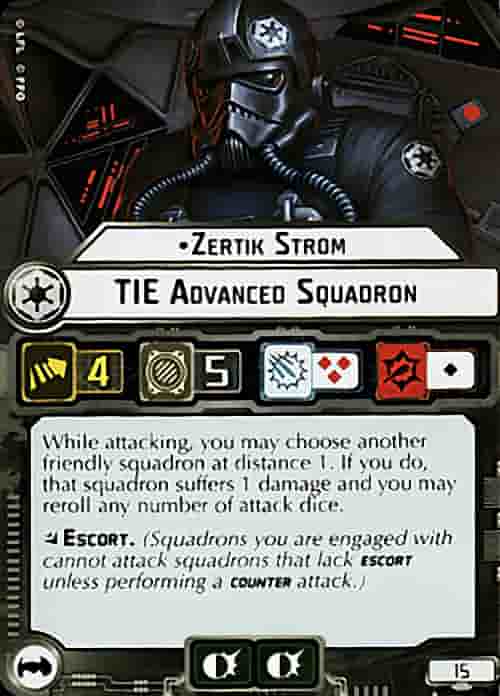 © LFL © FFG
•Zertik Strom
TIE Advanced Squadron
4 5
While attacking, you may choose another
friendly squadron at distance 1. If you do,
that squadron suffers 1 damage and you may
reroll any number of attack dice.
Escort. (Squadrons you are engaged with
cannot attack squadrons that lack ESCORT
unless performing a COUNTER attack.)
15